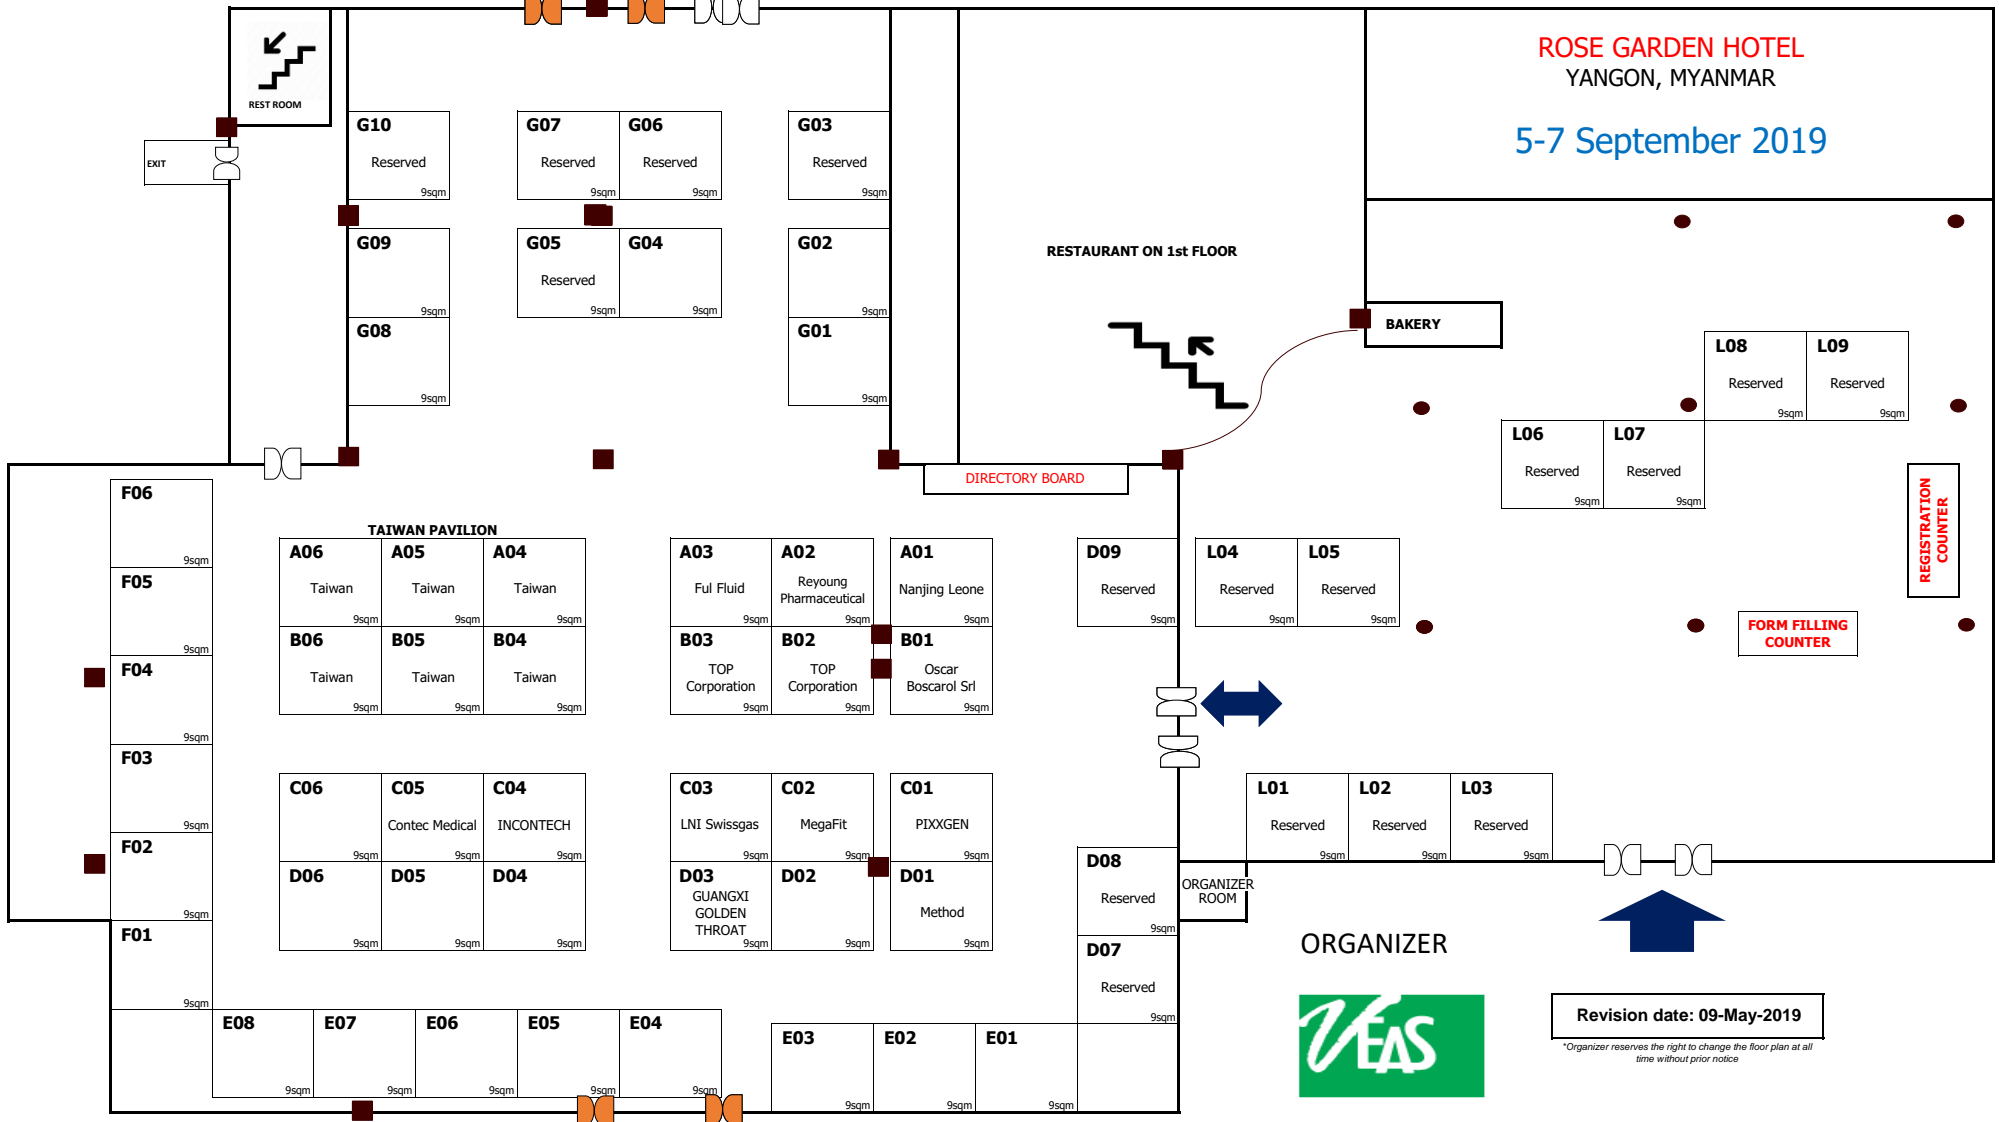 ROSE GARDEN HOTEL
YANGON, MYANMAR
5-7 September 2019
REST ROOM
EXIT
G10
Reserved
9sqm
G07
Reserved
9sqm
G06
Reserved
9sqm
G03
Reserved
9sqm
G09
9sqm
G05
Reserved
9sqm
G04
9sqm
G02
9sqm
G08
9sqm
G01
9sqm
RESTAURANT ON 1st FLOOR
BAKERY
L08
Reserved
9sqm
L09
Reserved
9sqm
L06
Reserved
9sqm
L07
Reserved
9sqm
DIRECTORY BOARD
REGISTRATION
COUNTER
FORM FILLING
COUNTER
F06
9sqm
F05
9sqm
F04
9sqm
F03
9sqm
F02
9sqm
F01
9sqm
TAIWAN PAVILION
A06
Taiwan
9sqm
A05
Taiwan
9sqm
A04
Taiwan
9sqm
A03
Ful Fluid
9sqm
A02
Reyoung
Pharmaceutical
9sqm
A01
Nanjing Leone
9sqm
D09
Reserved
9sqm
L04
Reserved
9sqm
L05
Reserved
9sqm
B06
Taiwan
9sqm
B05
Taiwan
9sqm
B04
Taiwan
9sqm
B03
TOP
Corporation
9sqm
B02
TOP
Corporation
9sqm
B01
Oscar
Boscarol Srl
9sqm
C06
9sqm
C05
Contec Medical
9sqm
C04
INCONTECH
9sqm
C03
LNI Swissgas
9sqm
C02
MegaFit
9sqm
C01
PIXXGEN
9sqm
L01
Reserved
9sqm
L02
Reserved
9sqm
L03
Reserved
9sqm
D06
9sqm
D05
9sqm
D04
9sqm
D03
GUANGXI
GOLDEN
THROAT
9sqm
D02
9sqm
D01
Method
9sqm
D08
Reserved
9sqm
ORGANIZER
ROOM
D07
Reserved
9sqm
E08
9sqm
E07
9sqm
E06
9sqm
E05
9sqm
E04
9sqm
E03
9sqm
E02
9sqm
E01
9sqm
ORGANIZER
VEAS
Revision date: 09-May-2019
*Organizer reserves the right to change the floor plan at all
time without prior notice